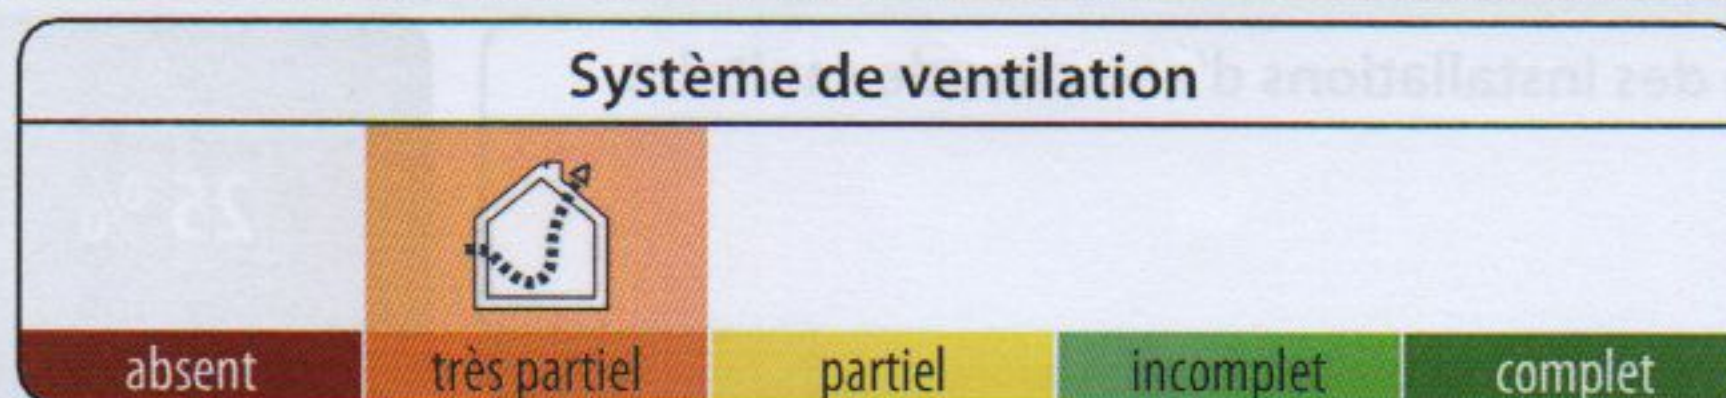 Système de ventilation
absent très partiel partiel incomplet complet